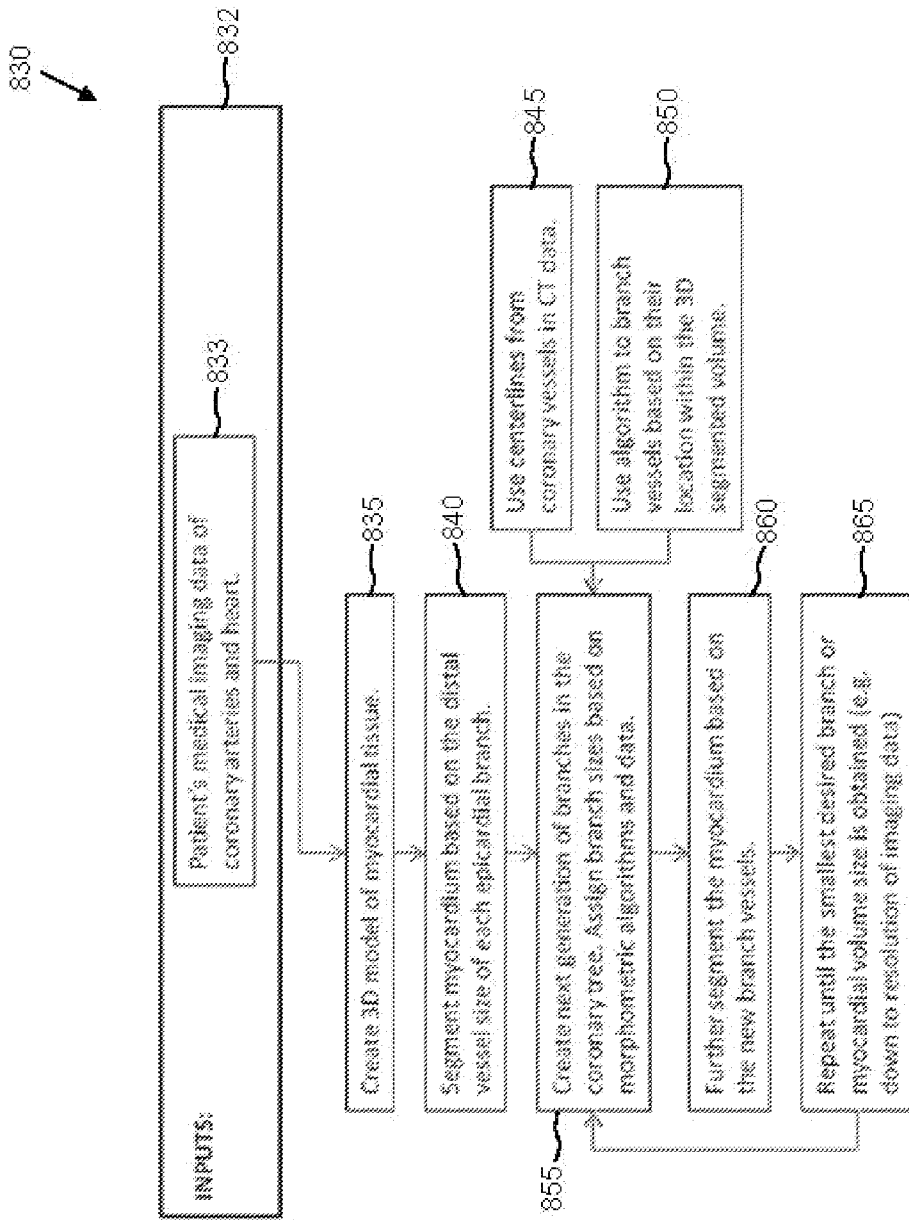 830
832
INPUTS:
833
Patient's medical imaging data of
coronary arteries and heart.
835
Create 3D model of myocardial tissue.
840
Segment myocardium based on the distal
vessel size of each epicardial branch.
845
Use centerlines from
coronary vessels in CT data.
850
Use algorithm to branch
vessels based on their
location within the 3D
segmented volume.
855
Create next generation of branches in the
coronary tree. Assign branch sizes based on
morphometric algorithms and data.
860
Further segment the myocardium based on
the new branch vessels.
865
Repeat until the smallest desired branch or
myocardial volume size is obtained (e.g.
down to resolution of imaging data)